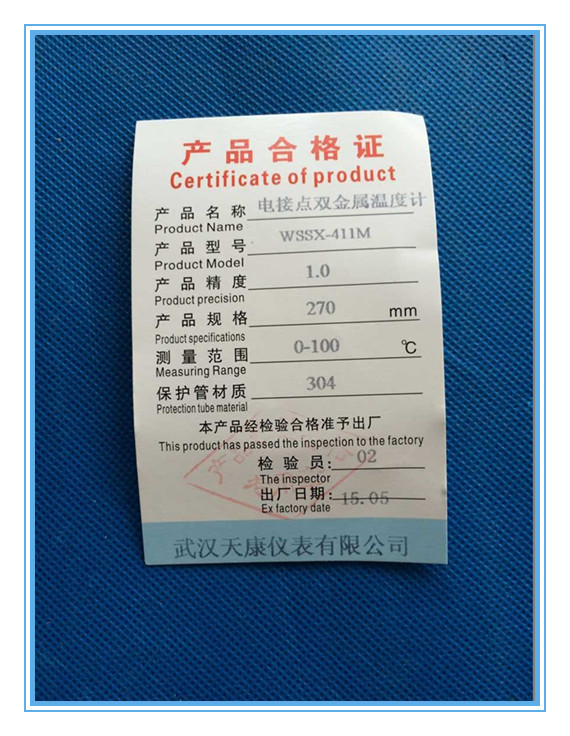 产品合格证
Certificate of product
产品名称 电接点双金属温度计
Product Name
产品型号 WSSX-411M
Product Model
产品精度 1.0
Product precision
产品规格 270 mm
Product specifications
测量范围 0-100 ℃
Measuring Range
保护管材质 304
Protection tube material
本产品经检验合格准予出厂
This product has passed the inspection to the factory
检验员: 02
The inspector
出厂日期: 15.05
Ex factory date
武汉天康仪表有限公司